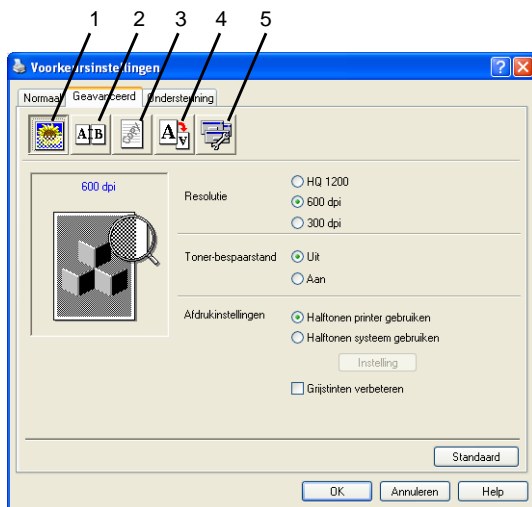 1 2 3 4 5
Voorkeursinstellingen
Normaal Geavanceerd Ondersteuning
A B COPY A A
600 dpi
Resolutie
HQ 1200
600 dpi
300 dpi
Toner-bespaarstand
Uit
Aan
Afdrukinstellingen
Halftonen printer gebruiken
Halftonen systeem gebruiken
Instelling
Grijstinten verbeteren
Standaard
OK Annuleren Help